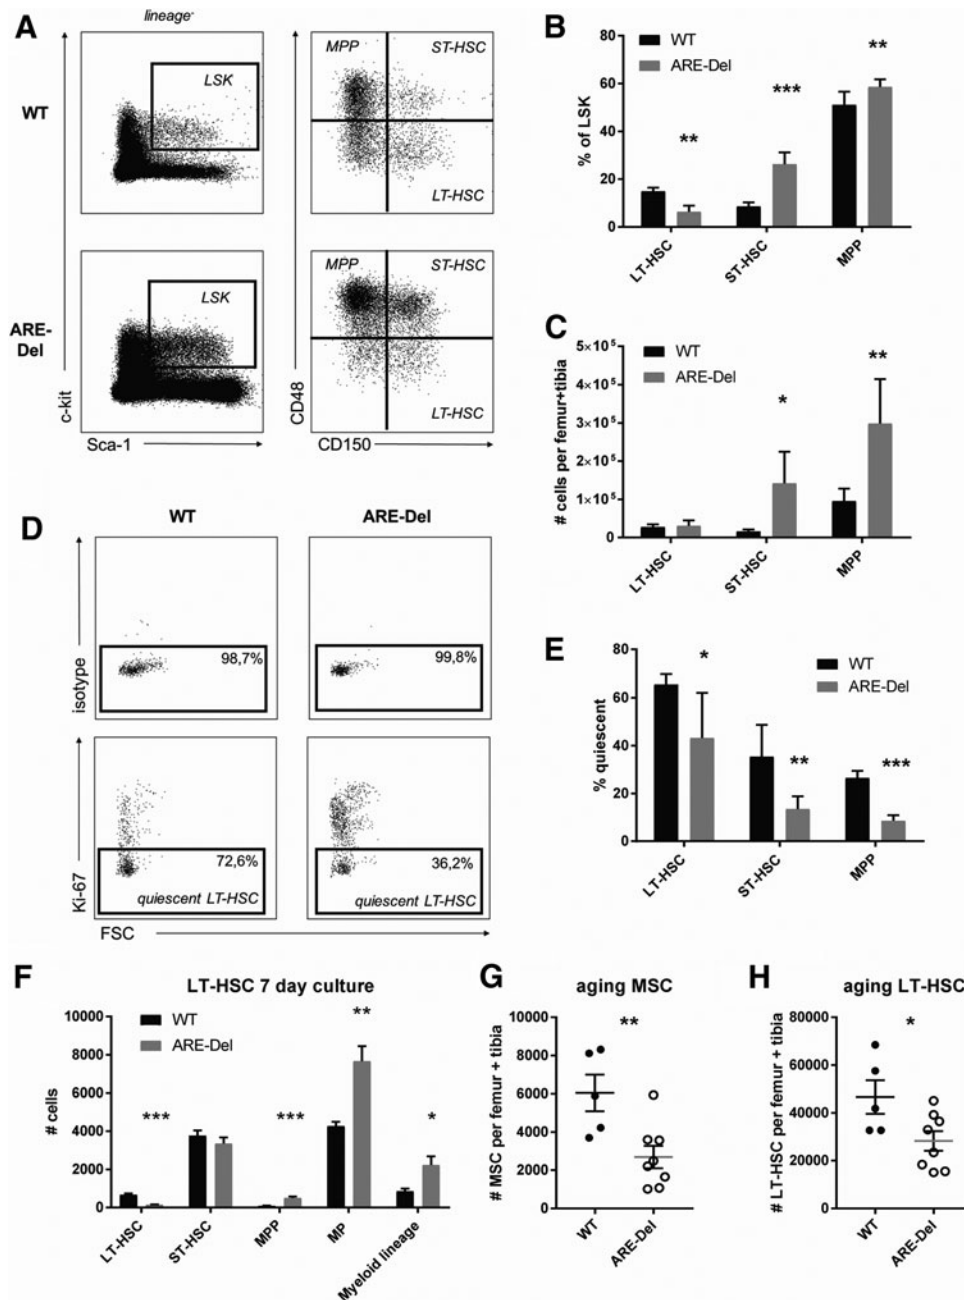 A
lineage-
WT
LSK
MPP
ST-HSC
LT-HSC
ARE-
Del
LSK
MPP
ST-HSC
LT-HSC
c-kit
Sca-1
CD48
CD150
B
WT
ARE-Del
**
***
**
% of LSK
80
60
40
20
0
LT-HSC
ST-HSC
MPP
C
WT
ARE-Del
*
**
# cells per femur+tibia
5×10⁵
4×10⁵
3×10⁵
2×10⁵
1×10⁵
0
LT-HSC
ST-HSC
MPP
D
WT
ARE-Del
isotype
98,7%
99,8%
Ki-67
72,6%
quiescent LT-HSC
36,2%
quiescent LT-HSC
FSC
E
WT
ARE-Del
*
**
***
% quiescent
80
60
40
20
0
LT-HSC
ST-HSC
MPP
F
LT-HSC 7 day culture
WT
ARE-Del
***
***
**
*
# cells
10000
8000
6000
4000
2000
0
LT-HSC
ST-HSC
MPP
MP
Myeloid lineage
G
aging MSC
**
# MSC per femur + tibia
10000
8000
6000
4000
2000
0
WT
ARE-Del
H
aging LT-HSC
*
# LT-HSC per femur + tibia
80000
60000
40000
20000
0
WT
ARE-Del